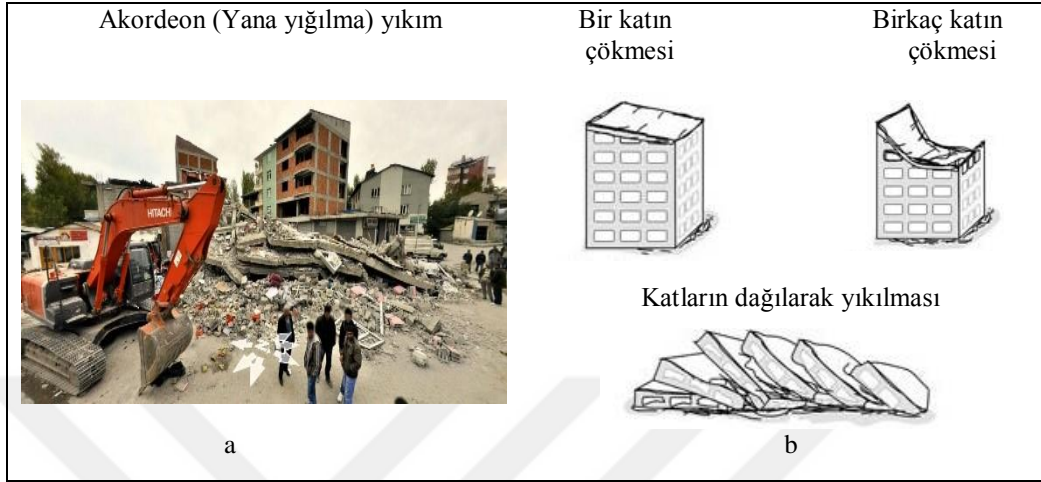 Akordeon (Yana yığılma) yıkım
Bir katın
çökmesi
Birkaç katın
çökmesi
HITACHI
Katların dağılarak yıkılması
a
b